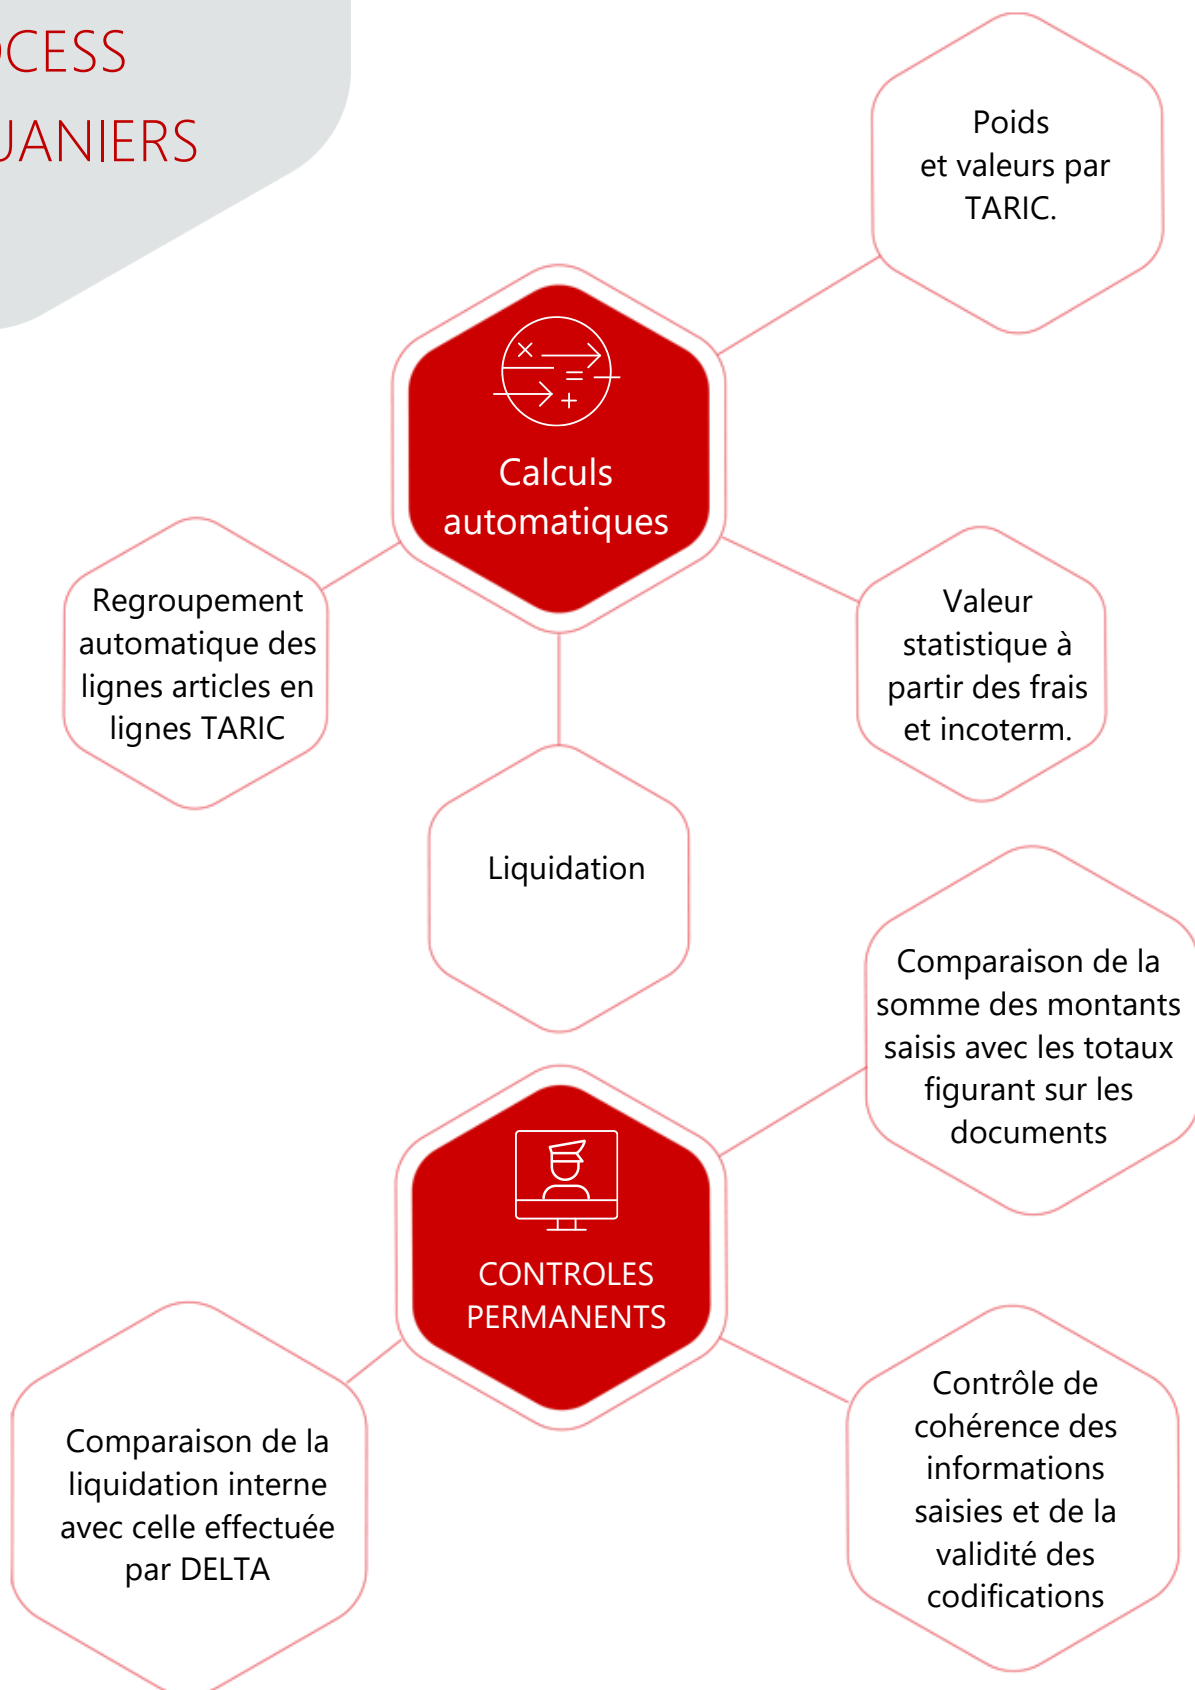 OCESS
UANIERS
Poids
et valeurs par
TARIC.
Calculs
automatiques
Regroupement
automatique des
lignes articles en
lignes TARIC
Valeur
statistique à
partir des frais
et incoterm.
Liquidation
Comparaison de la
somme des montants
saisis avec les totaux
figurant sur les
documents
CONTROLES
PERMANENTS
Comparaison de la
liquidation interne
avec celle effectuée
par DELTA
Contrôle de
cohérence des
informations
saisies et de la
validité des
codifications